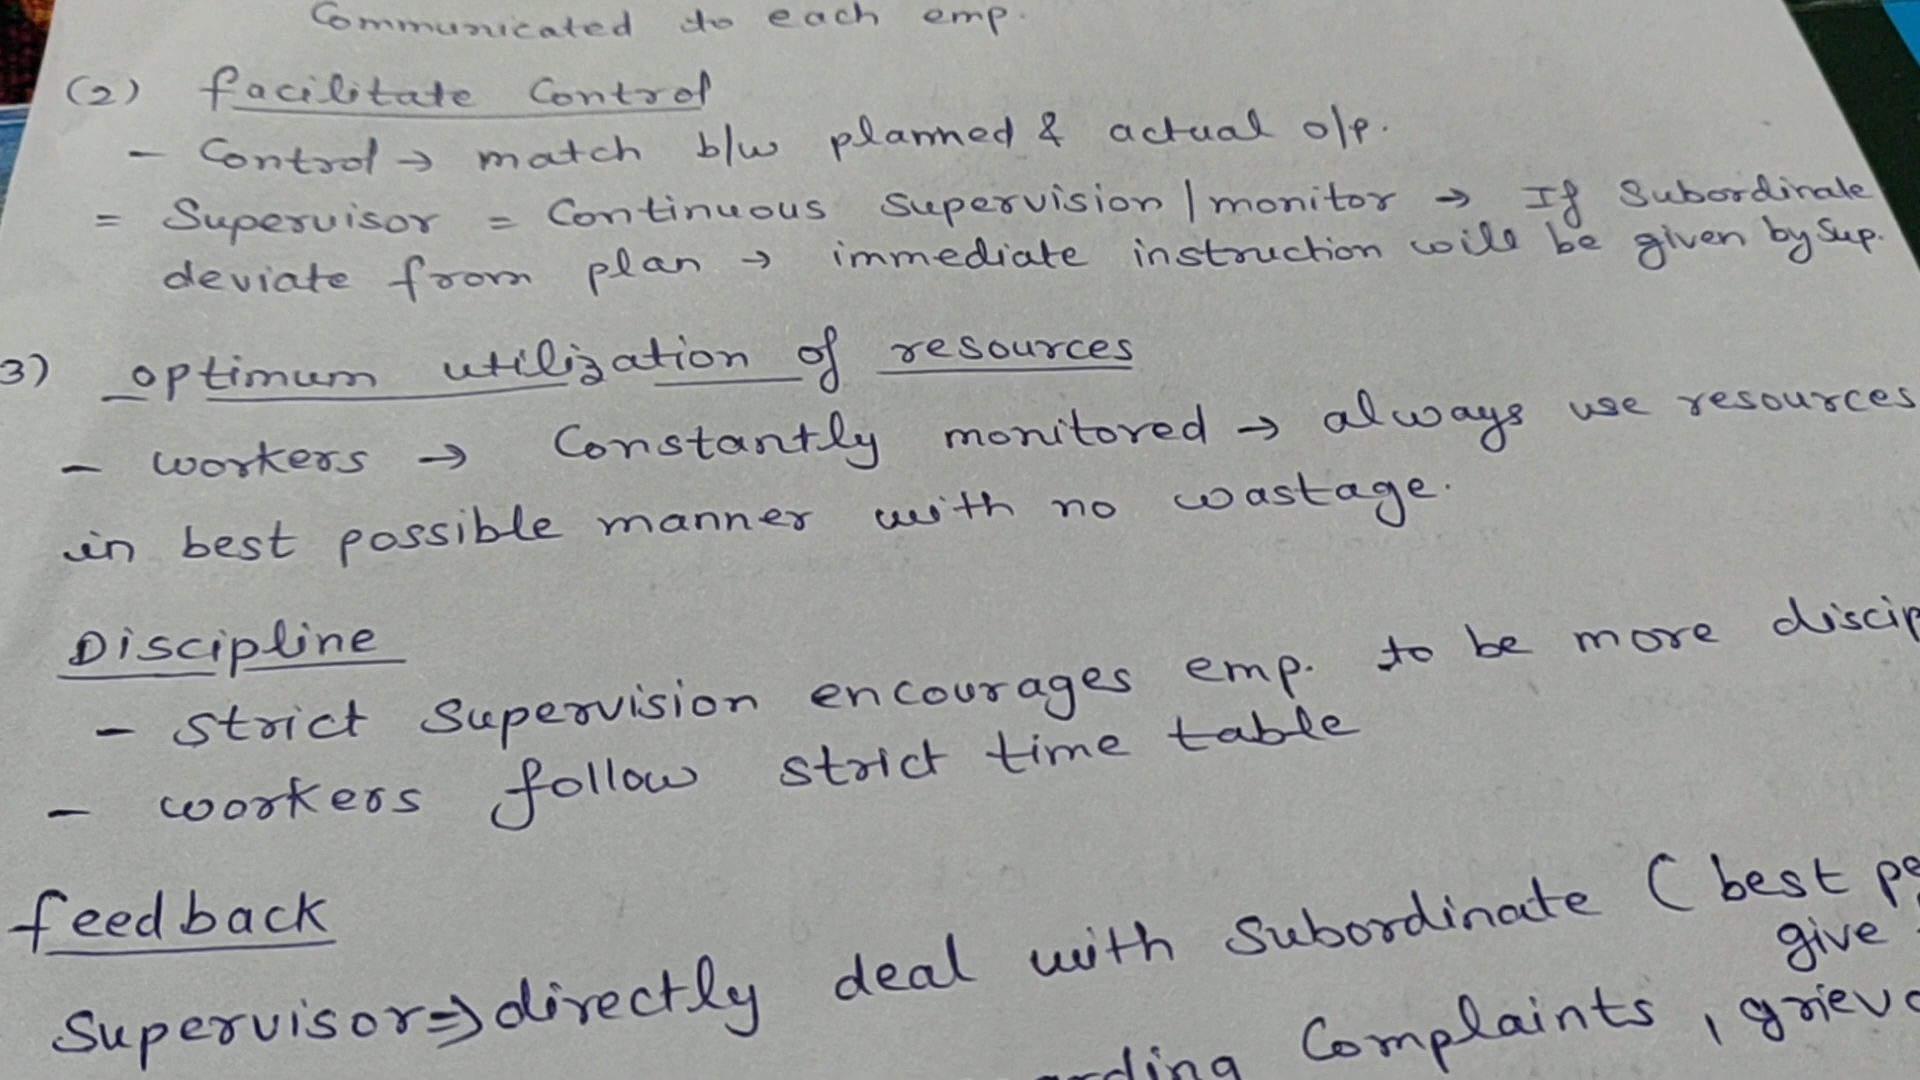 Communicated to each emp.
(2) facilitate Control
- Control → match b/w planned & actual o/p.
= Supervisor = Continuous supervision / monitor → If Subordinate
deviate from plan → immediate instruction will be given by Sup.
3) optimum utilization of resources
- workers → Constantly monitored → always use resources
in best possible manner with no wastage.
Discipline
- strict Supervision encourages emp. to be more discip
- workers follow strict time table
feedback
Supervisor⇒directly deal with Subordinate (best pe
give
Complaints, grieva